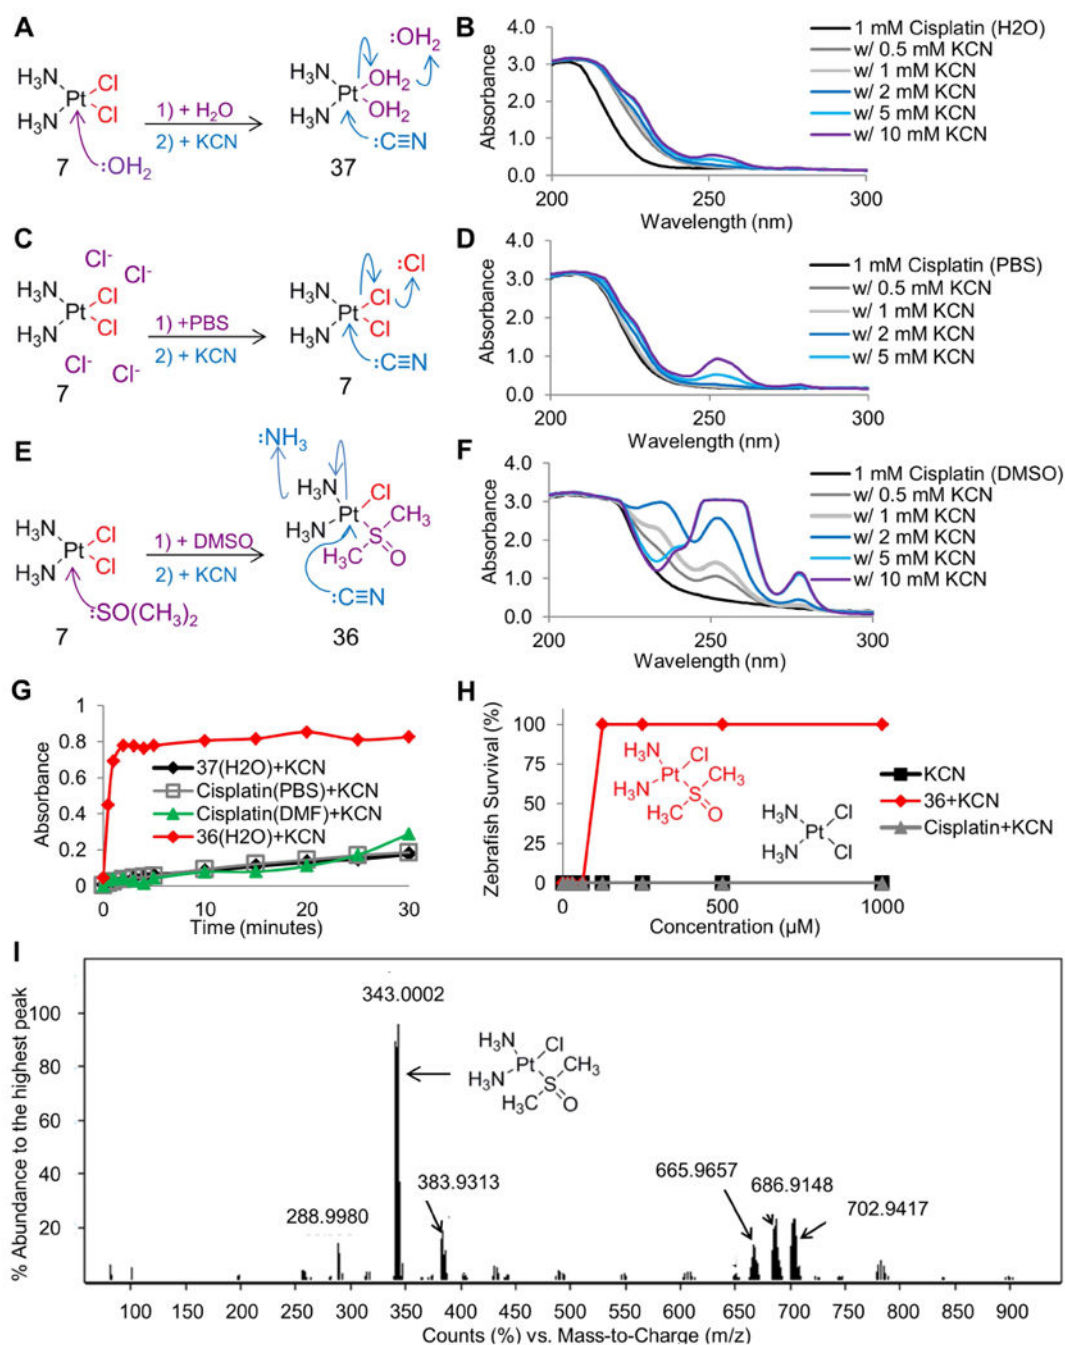 A
H3N
H3N
Pt
Cl
Cl
:OH2
7
1) + H2O
2) + KCN
:OH2
H3N
H3N
Pt
OH2
OH2
:C≡N
37
B
Absorbance
4.0
3.0
2.0
1.0
0.0
200
250
300
Wavelength (nm)
1 mM Cisplatin (H2O)
w/ 0.5 mM KCN
w/ 1 mM KCN
w/ 2 mM KCN
w/ 5 mM KCN
w/ 10 mM KCN
C
Cl-
Cl-
H3N
H3N
Pt
Cl
Cl
Cl-
Cl-
7
1) +PBS
2) + KCN
:Cl
H3N
H3N
Pt
Cl
Cl
:C≡N
7
D
Absorbance
4.0
3.0
2.0
1.0
0.0
200
250
300
Wavelength (nm)
1 mM Cisplatin (PBS)
w/ 0.5 mM KCN
w/ 1 mM KCN
w/ 2 mM KCN
w/ 5 mM KCN
w/ 10 mM KCN
E
H3N
H3N
Pt
Cl
Cl
:SO(CH3)2
7
1) + DMSO
2) + KCN
:NH3
H3N
H3N
Pt
Cl
CH3
S
H3C
O
:C≡N
36
F
Absorbance
4.0
3.0
2.0
1.0
0.0
200
250
300
Wavelength (nm)
1 mM Cisplatin (DMSO)
w/ 0.5 mM KCN
w/ 1 mM KCN
w/ 2 mM KCN
w/ 5 mM KCN
w/ 10 mM KCN
G
Absorbance
1
0.8
0.6
0.4
0.2
0
0
10
20
30
Time (minutes)
37(H2O)+KCN
Cisplatin(PBS)+KCN
Cisplatin(DMF)+KCN
36(H2O)+KCN
H
Zebrafish Survival (%)
100
75
50
25
0
0
500
1000
Concentration (µM)
H3N
H3N
Pt
Cl
CH3
S
H3C
O
H3N
H3N
Pt
Cl
Cl
KCN
36+KCN
Cisplatin+KCN
I
% Abundance to the highest peak
100
80
60
40
20
343.0002
H3N
H3N
Pt
Cl
CH3
S
H3C
O
288.9980
383.9313
665.9657
686.9148
702.9417
100 150 200 250 300 350 400 450 500 550 600 650 700 750 800 850 900
Counts (%) vs. Mass-to-Charge (m/z)